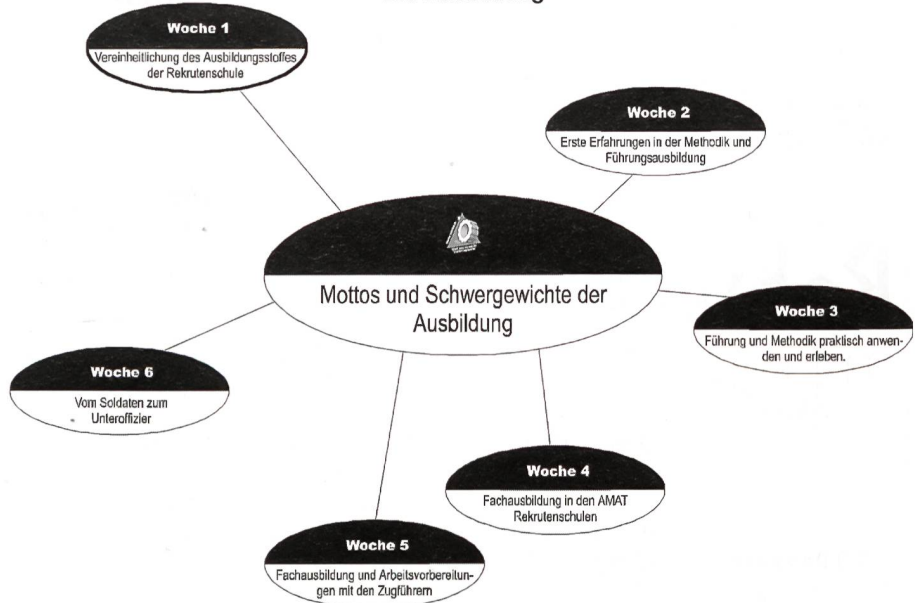 Woche 1
Vereinheitlichung des Ausbildungsstoffes
der Rekrutenschule
Woche 2
Erste Erfahrungen in der Methodik und
Führungsausbildung
Mottos und Schwergewichte der
Ausbildung
Woche 3
Führung und Methodik praktisch anwen-
den und erleben.
Woche 6
Vom Soldaten zum
Unteroffizier
Woche 4
Fachausbildung in den AMAT
Rekrutenschulen
Woche 5
Fachausbildung und Arbeitsvorbereitun-
gen mit den Zugführern